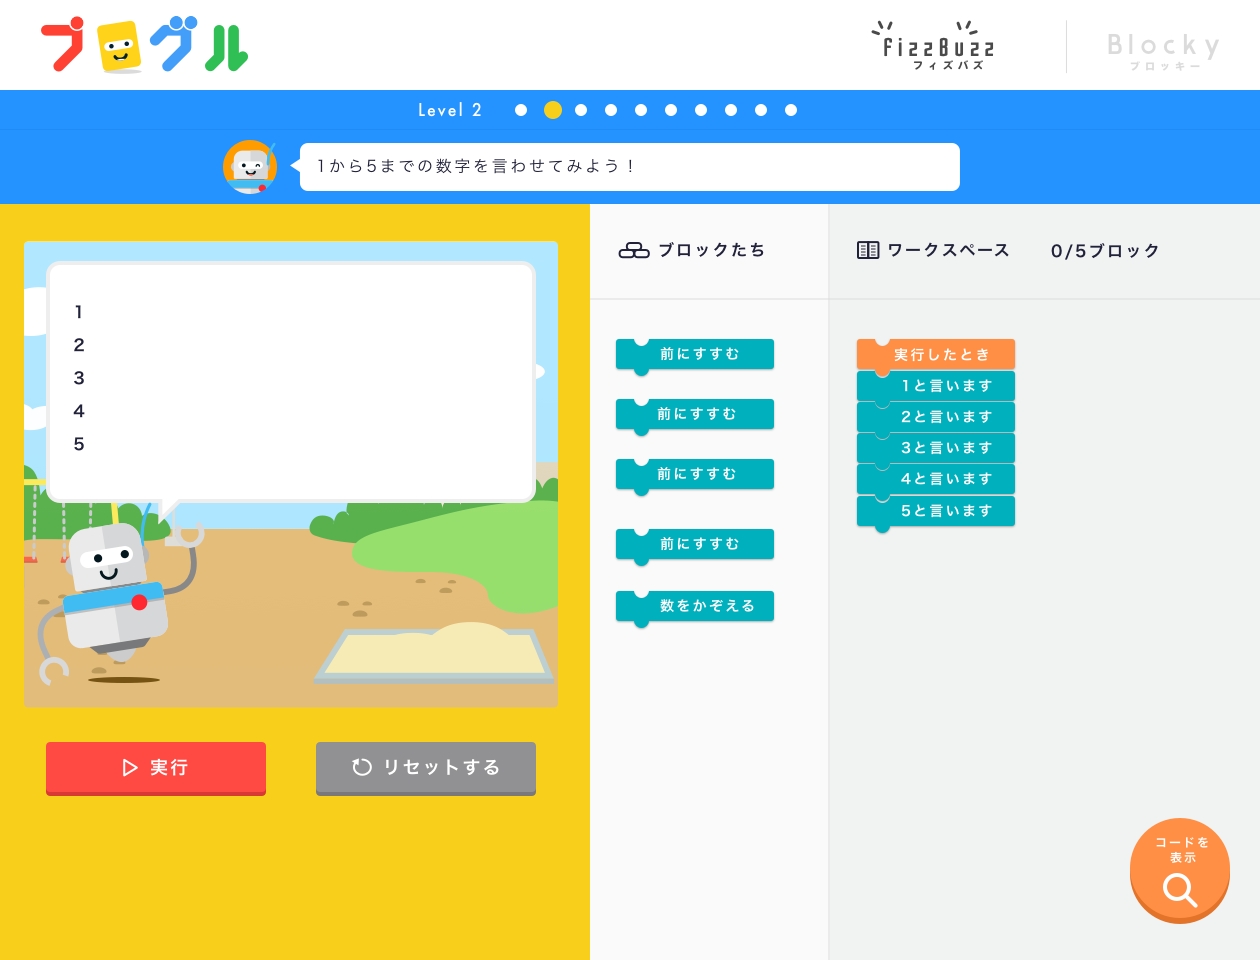 プログル
FizzBuzz
フィズバズ
Blocky
ブロッキー
Level 2
1から5までの数字を言わせてみよう！
1
2
3
4
5
実行
リセットする
ブロックたち
前にすすむ
前にすすむ
前にすすむ
前にすすむ
数をかぞえる
ワークスペース
0/5ブロック
実行したとき
1と言います
2と言います
3と言います
4と言います
5と言います
コードを
表示